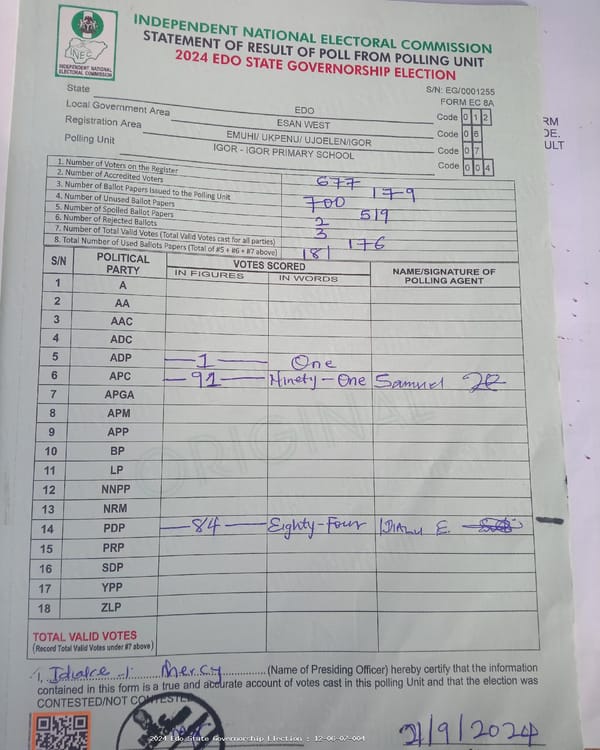 INDEPENDENT NATIONAL ELECTORAL COMMISSION
STATEMENT OF RESULT OF POLL FROM POLLING UNIT
2024 EDO STATE GOVERNORSHIP ELECTION
INEC
INDEPENDENT NATIONAL
ELECTORAL COMMISSION
S/N: EG/0001255
FORM EC 8A
State EDO Code 0 1 2
Local Government Area ESAN WEST Code 0 6
Registration Area EMUHI/ UKPENU/ UJOELEN/IGOR Code 0 7
Polling Unit IGOR - IGOR PRIMARY SCHOOL Code 0 0 4
RM
DE.
ULT
1. Number of Voters on the Register 677
2. Number of Accredited Voters 179
3. Number of Ballot Papers Issued to the Polling Unit 700
4. Number of Unused Ballot Papers 519
5. Number of Spoiled Ballot Papers 2
6. Number of Rejected Ballots 3
7. Number of Total Valid Votes (Total Valid Votes cast for all parties) 176
8. Total Number of Used Ballots Papers (Total of #5 + #6 + #7 above) 181
S/N POLITICAL PARTY VOTES SCORED NAME/SIGNATURE OF POLLING AGENT
IN FIGURES IN WORDS
1 A
2 AA
3 AAC
4 ADC
5 ADP 1 One
6 APC 91 Ninety-One Samuel
7 APGA
8 APM
9 APP
10 BP
11 LP
12 NNPP
13 NRM
14 PDP 84 Eighty-Four
15 PRP
16 SDP
17 YPP
18 ZLP
ORIGINAL
TOTAL VALID VOTES
(Record Total Valid Votes under #7 above)
I, Mercy (Name of Presiding Officer) hereby certify that the information
contained in this form is a true and accurate account of votes cast in this polling Unit and that the election was
CONTESTED/NOT CONTESTED
21/9/2024
2024 Edo State Governorship Election : 12-06-07-004